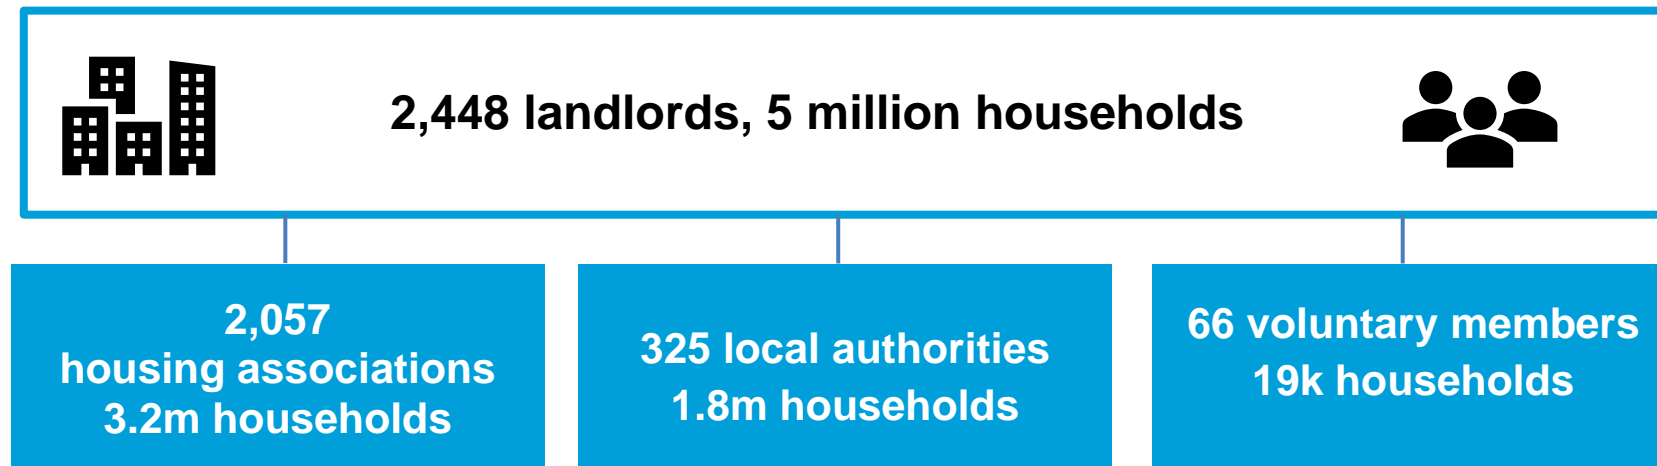 2,448 landlords, 5 million households
2,057
housing associations
3.2m households
325 local authorities
1.8m households
66 voluntary members
19k households